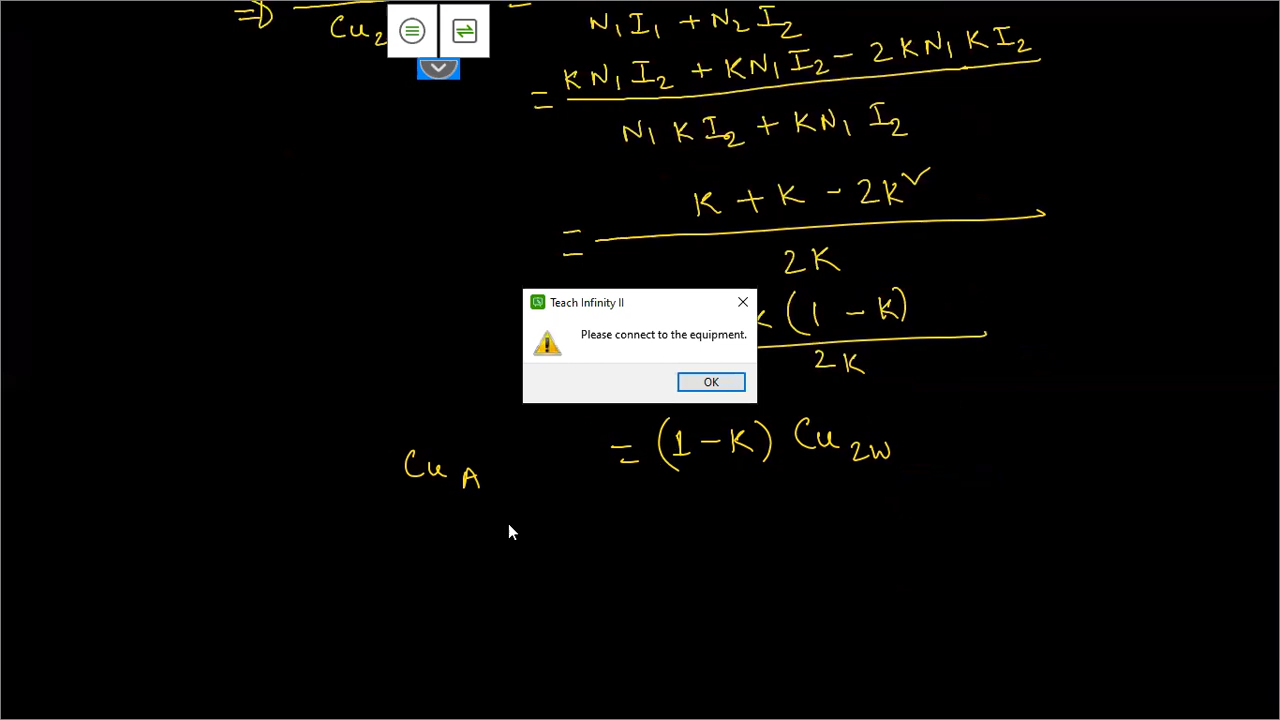 ⇒ Cu₂ =
N₁I₁ + N₂I₂
= KN₁I₂ + KN₁I₂ - 2KN₁KI₂
N₁KI₂ + KN₁I₂
= K + K - 2K²
2K
Teach Infinity II
Please connect to the equipment.
OK
K (1 - K)
2K
CuA = (1-K) Cu₂w